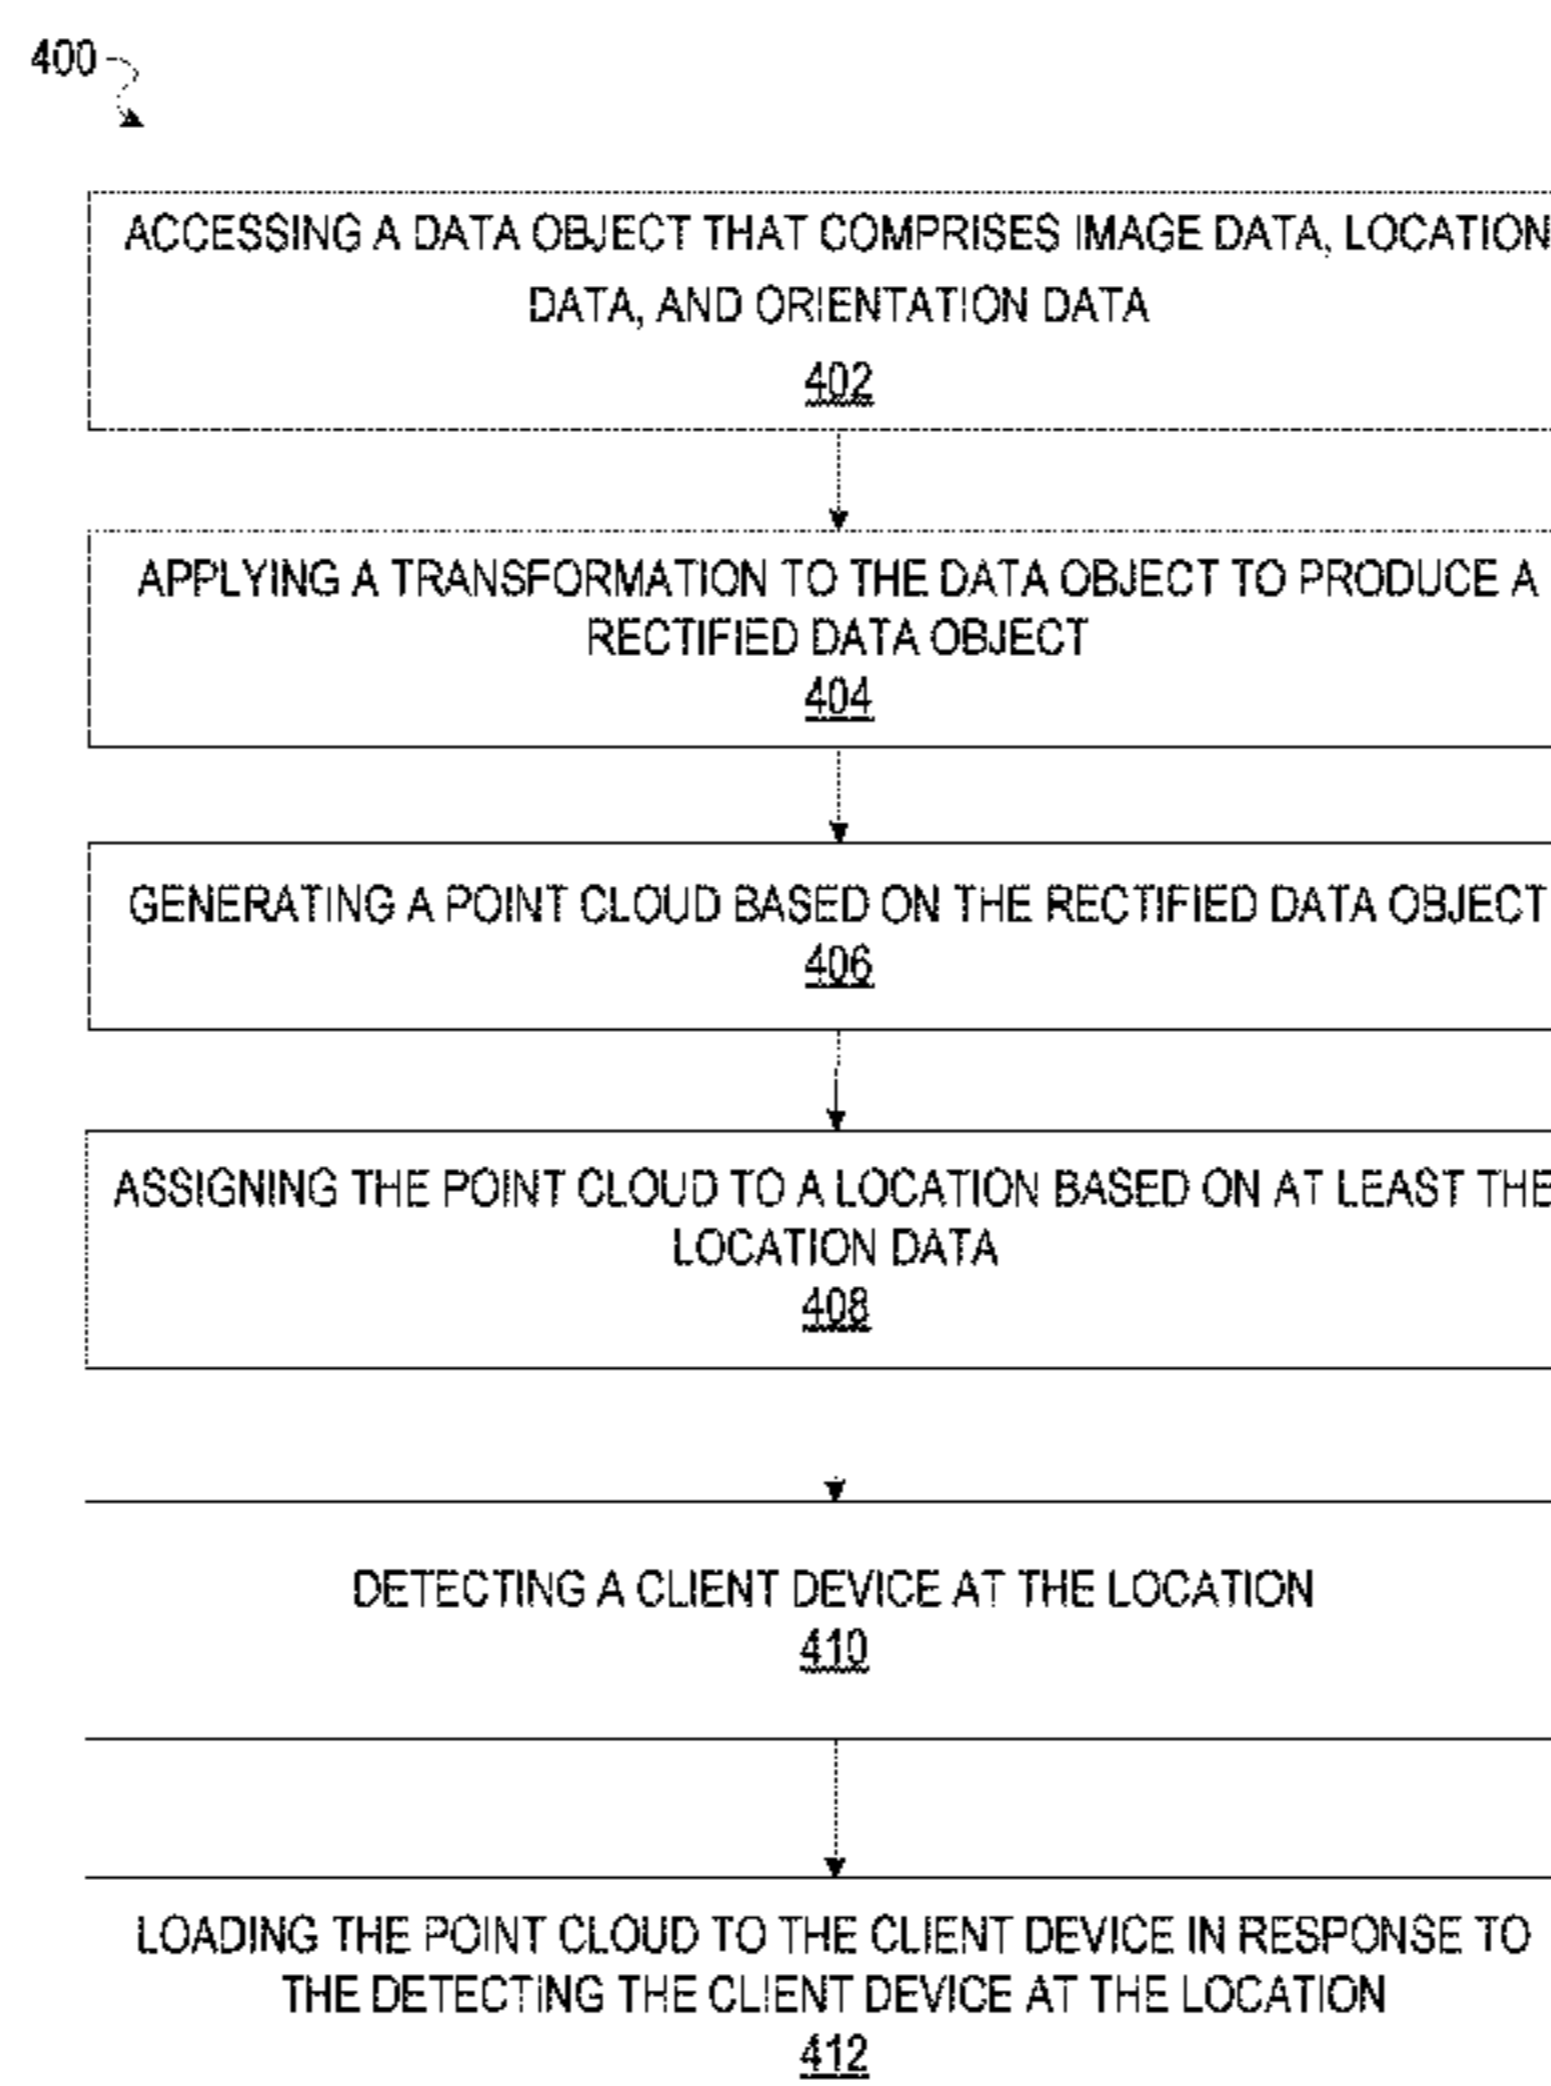 400
ACCESSING A DATA OBJECT THAT COMPRISES IMAGE DATA, LOCATION
DATA, AND ORIENTATION DATA
402
APPLYING A TRANSFORMATION TO THE DATA OBJECT TO PRODUCE A
RECTIFIED DATA OBJECT
404
GENERATING A POINT CLOUD BASED ON THE RECTIFIED DATA OBJECT
406
ASSIGNING THE POINT CLOUD TO A LOCATION BASED ON AT LEAST THE
LOCATION DATA
408
DETECTING A CLIENT DEVICE AT THE LOCATION
410
LOADING THE POINT CLOUD TO THE CLIENT DEVICE IN RESPONSE TO
THE DETECTING THE CLIENT DEVICE AT THE LOCATION
412